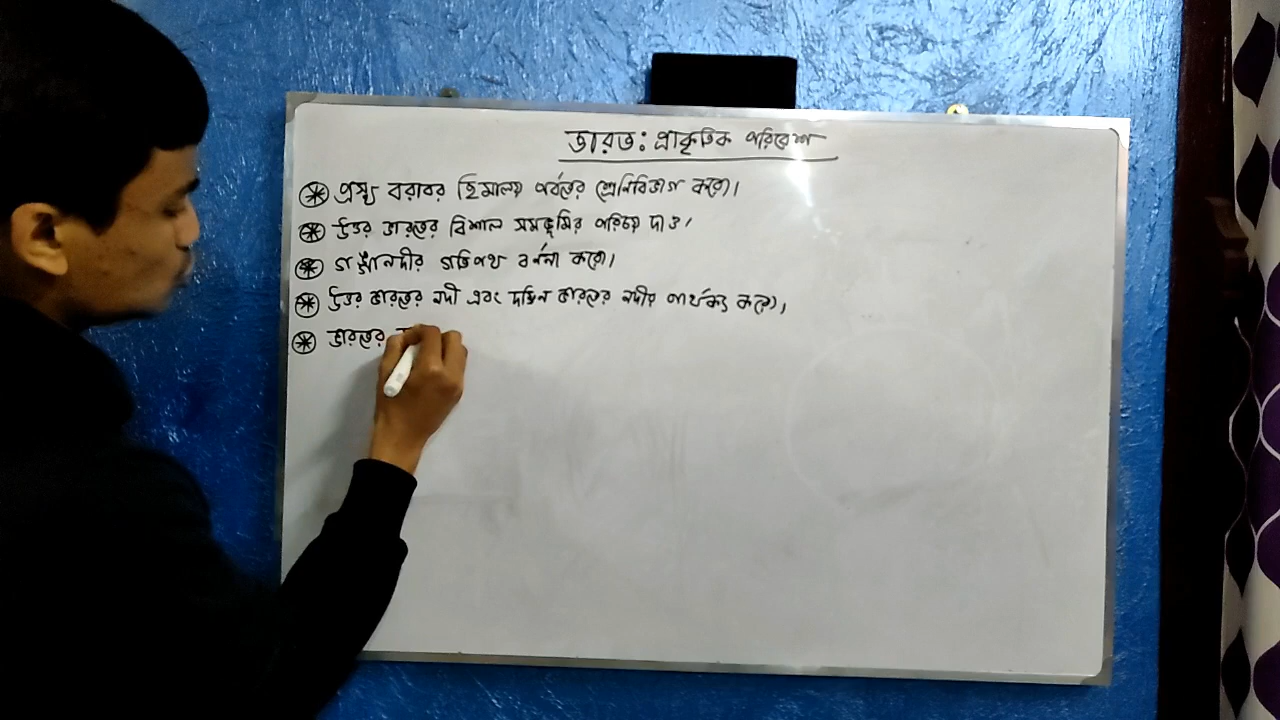 ভারত: প্রাকৃতিক পরিবেশ
প্রস্থ বরাবর হিমালয় পর্বতের শ্রেনিবিভাগ করো।
উত্তর ভারতের বিশাল সমভূমির পরিচয় দাও।
গঙ্গানদীর গতিপথ বর্ননা করো।
উত্তর ভারতের নদী এবং দক্ষিন ভারতের নদীর পার্থক্য করো।
ভারতের